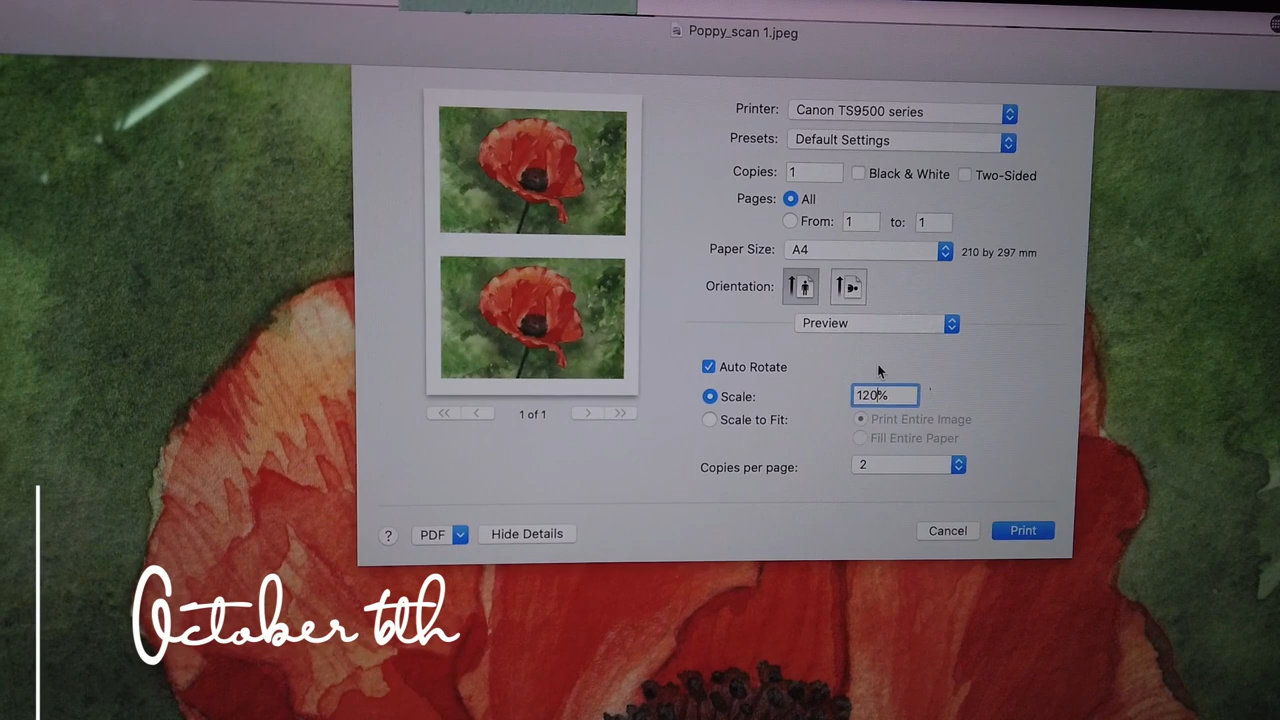 Poppy_scan 1.jpeg
Printer: Canon TS9500 series
Presets: Default Settings
Copies: 1 Black & White Two-Sided
Pages: All
From: 1 to: 1
Paper Size: A4 210 by 297 mm
Orientation:
Preview
Auto Rotate
Scale: 120%
Scale to Fit: Print Entire Image
Fill Entire Paper
Copies per page: 2
1 of 1
? PDF Hide Details Cancel Print
October 6th